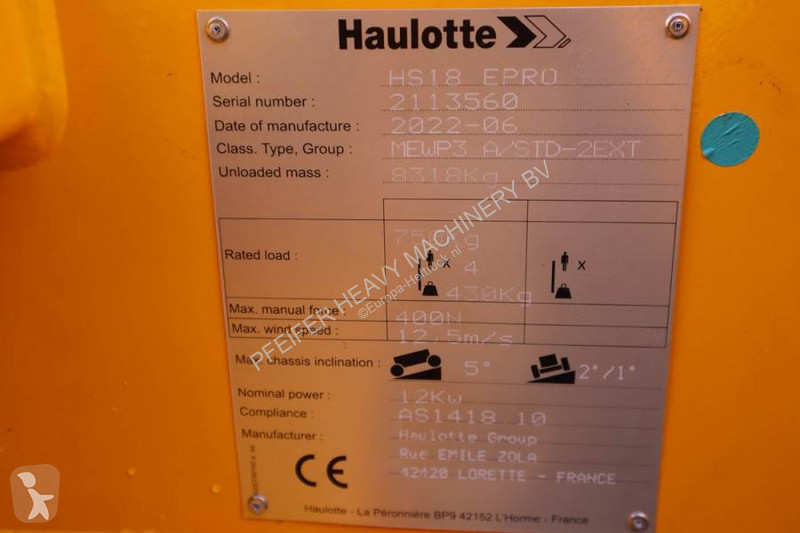 Haulotte
Model : HS18 EPRO
Serial number : 2113560
Date of manufacture : 2022-06
Class. Type, Group : MEWP3 A/STD-2EXT
Unloaded mass : 8318Kg
Rated load : 750Kg
x 4
x
430Kg
Max. manual force : 400N
Max. wind speed : 12,5m/s
Max. chassis inclination : 5° 2°/1°
Nominal power : 12Kw
Compliance : AS1418 10
Manufacturer : Haulotte Group
Rue EMILE ZOLA
42420 LORETTE - FRANCE
CE
Haulotte - La Péronnière BP9 42152 L'Horme - France
PFEIFER HEAVY MACHINERY BV
©Europa-Heftruck.nl